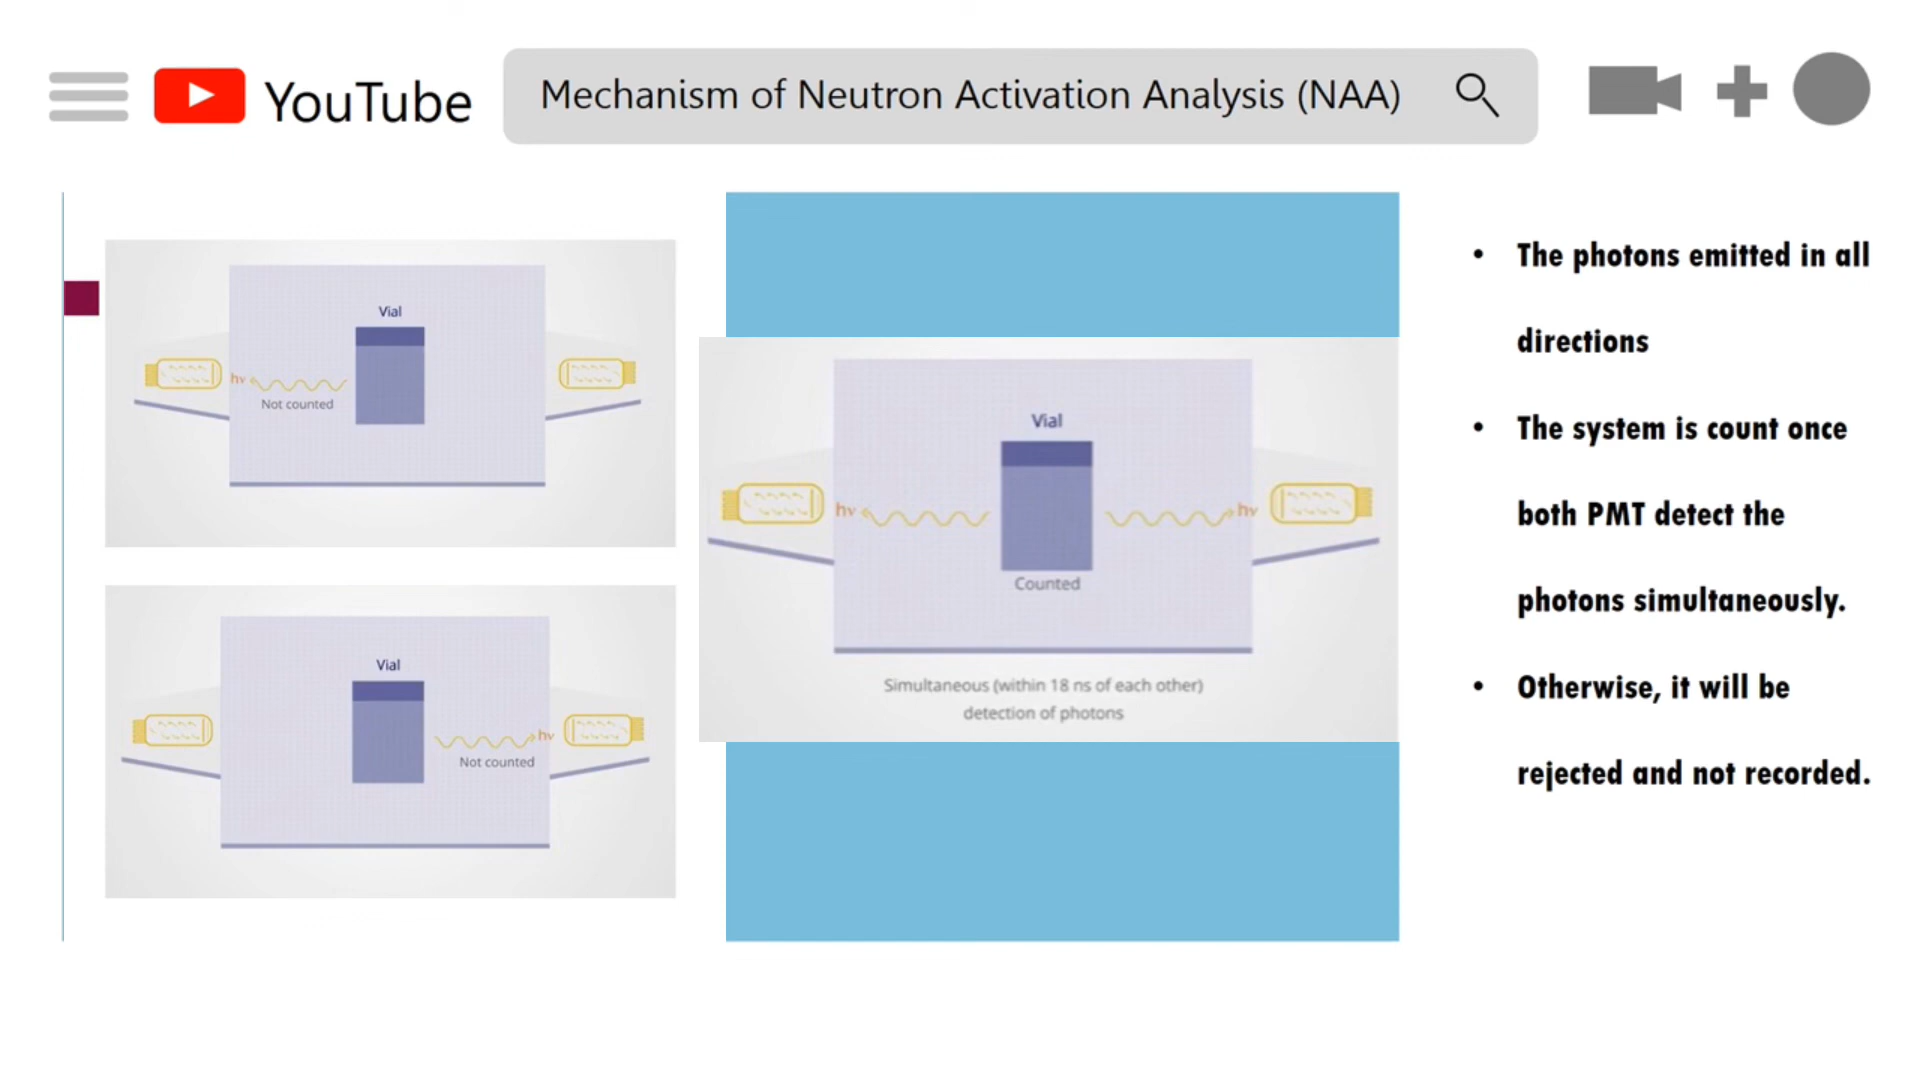 YouTube
Mechanism of Neutron Activation Analysis (NAA)
Vial
hv
Not counted
Vial
hv
Not counted
Vial
hv
hv
Counted
Simultaneous (within 18 ns of each other)
detection of photons
• The photons emitted in all
directions
• The system is count once
both PMT detect the
photons simultaneously.
• Otherwise, it will be
rejected and not recorded.